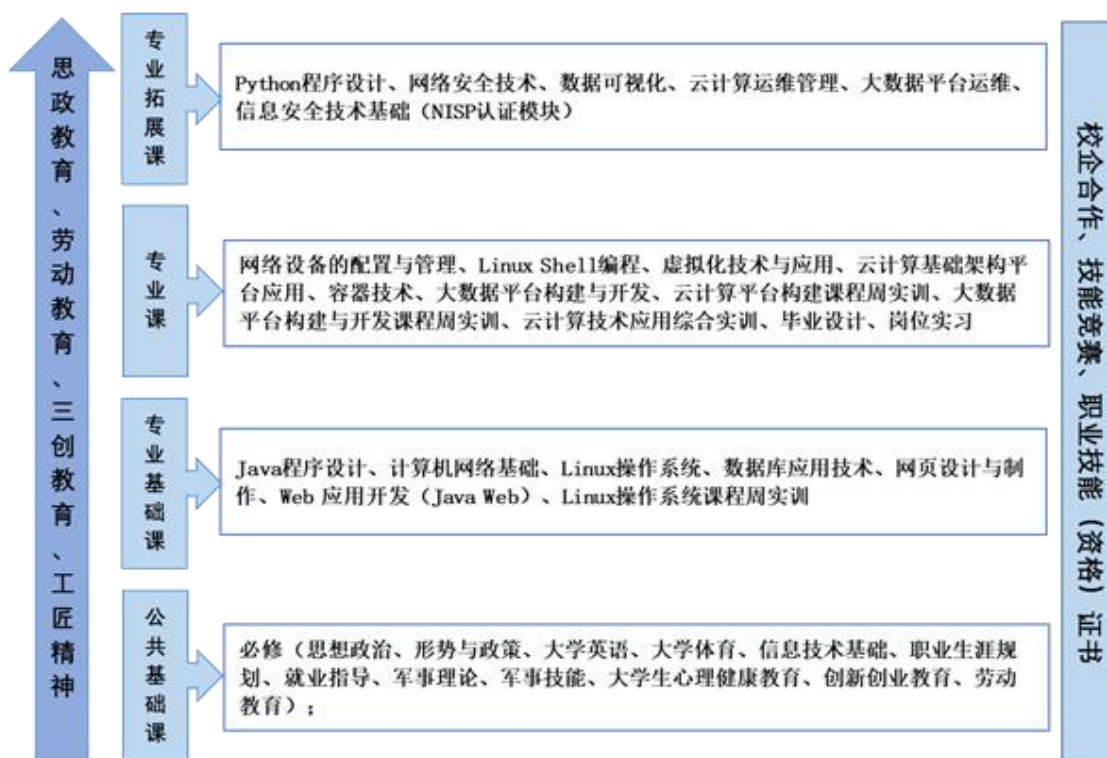 思政教育、劳动教育、三创教育、工匠精神
专业拓展课
Python程序设计、网络安全技术、数据可视化、云计算运维管理、大数据平台运维、
信息安全技术基础（NISP认证模块）
专业课
网络设备的配置与管理、Linux Shell编程、虚拟化技术与应用、云计算基础架构平
台应用、容器技术、大数据平台构建与开发、云计算平台构建课程周实训、大数据
平台构建与开发课程周实训、云计算技术应用综合实训、毕业设计、岗位实习
专业基础课
Java程序设计、计算机网络基础、Linux操作系统、数据库应用技术、网页设计与制
作、Web 应用开发（Java Web）、Linux操作系统课程周实训
公共基础课
必修（思想政治、形势与政策、大学英语、大学体育、信息技术基础、职业生涯规
划、就业指导、军事理论、军事技能、大学生心理健康教育、创新创业教育、劳动
教育）；
校企合作、技能竞赛、职业技能（资格）证书